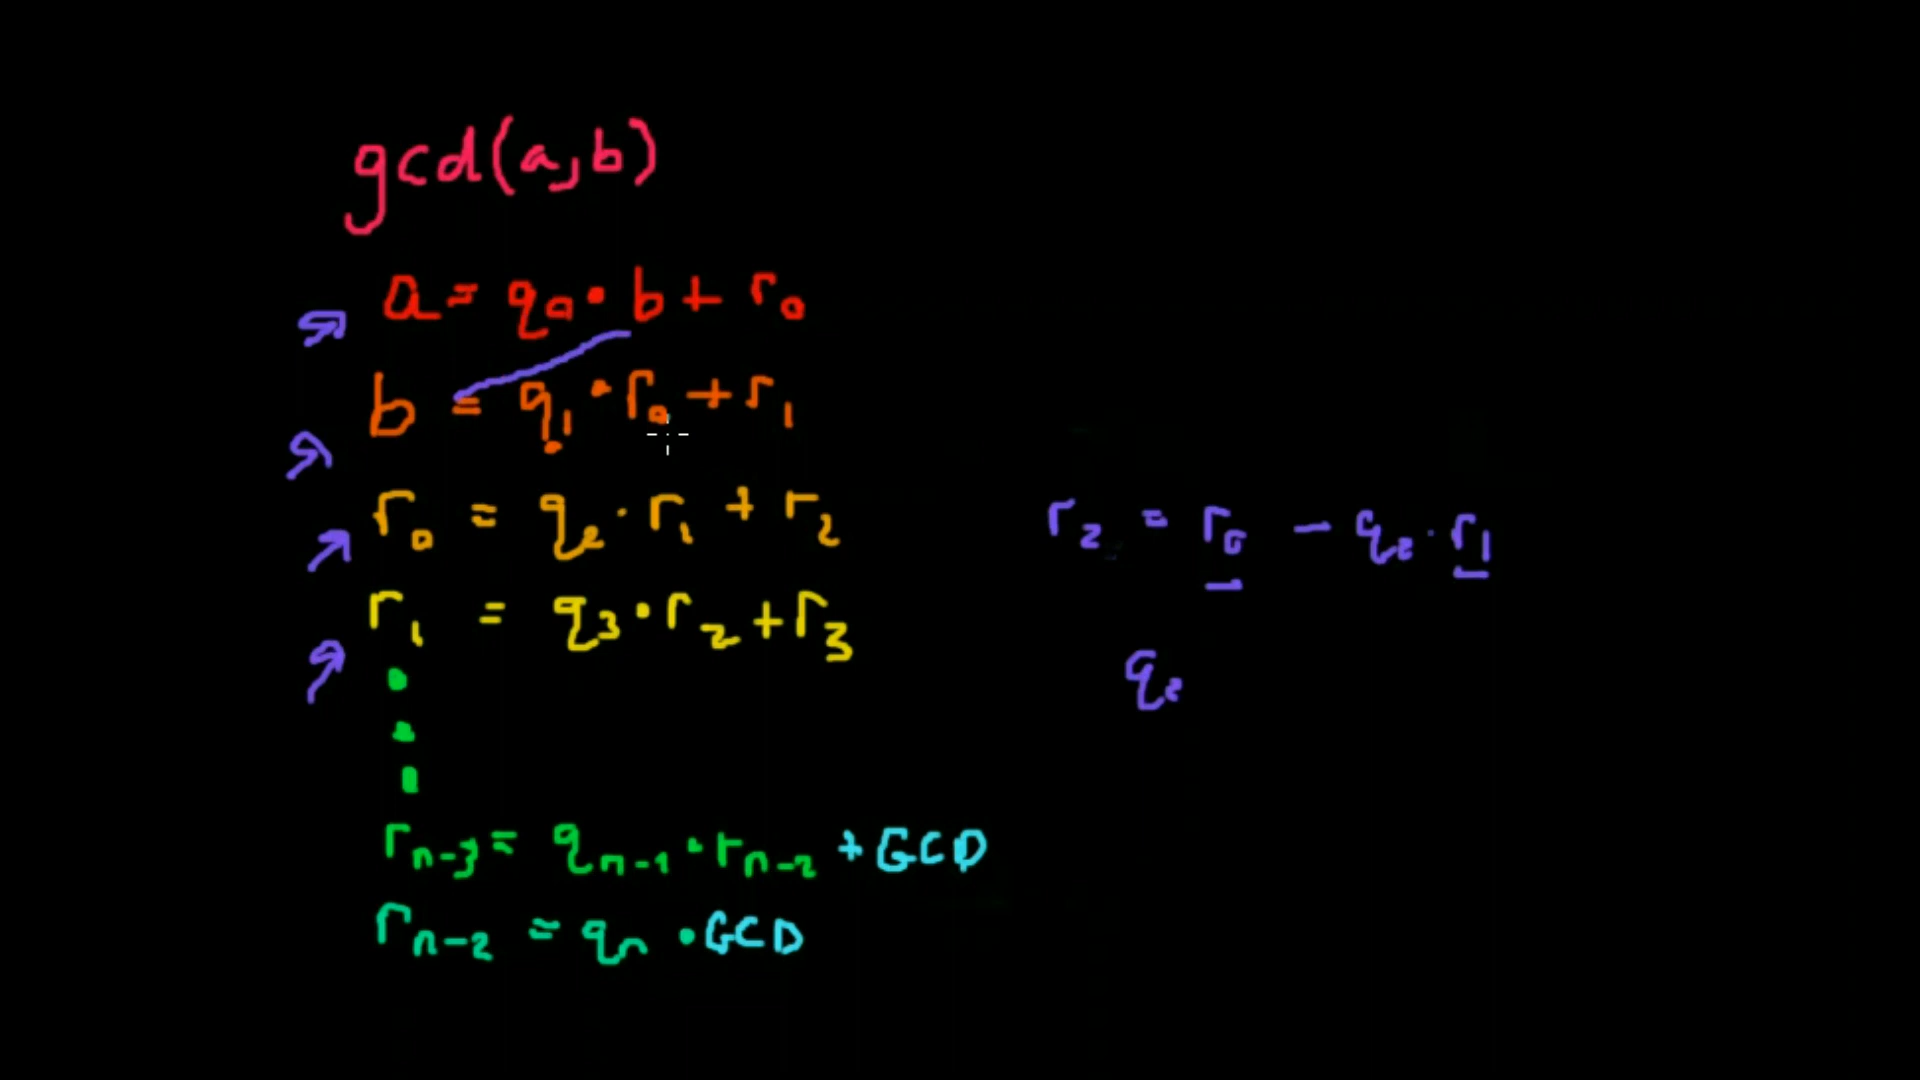 gcd(a,b)
a = q₀ · b + r₀
b = q₁ · r₀ + r₁
r₀ = q₂ · r₁ + r₂
r₂ = r₀ - q₂ · r₁
r₁ = q₃ · r₂ + r₃
q₂
rₙ₋₃ = qₙ₋₁ · rₙ₋₂ + GCD
rₙ₋₂ = qₙ · GCD